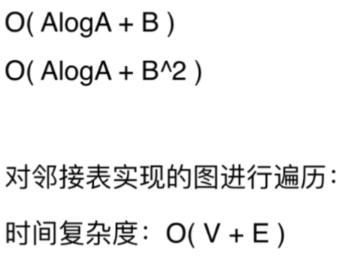 O( AlogA + B )
O( AlogA + B^2 )
对邻接表实现的图进行遍历：
时间复杂度：O( V + E )